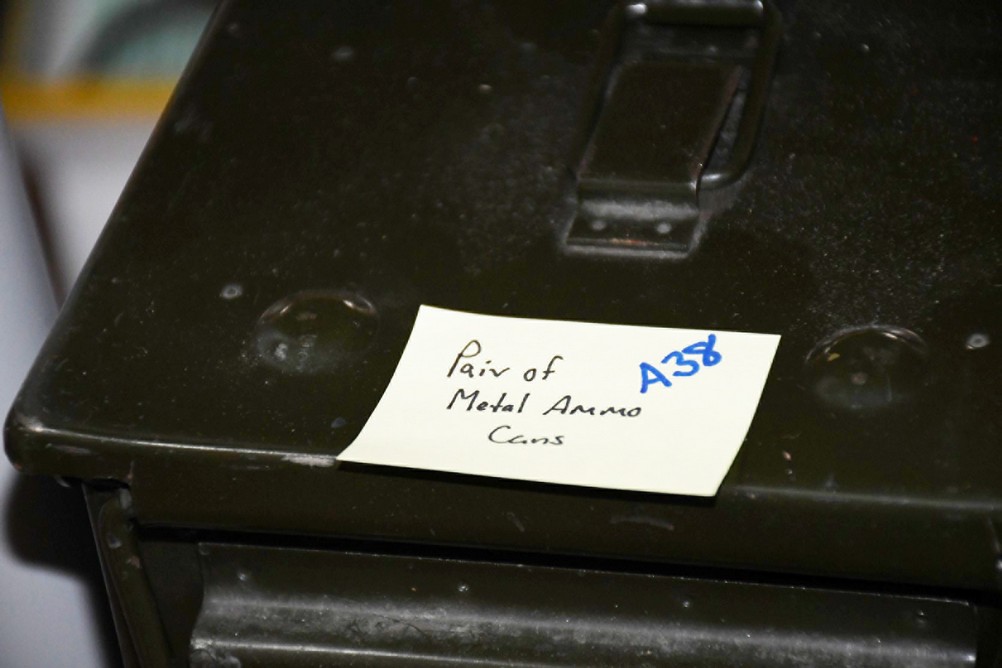 Pair of
A38
Metal Ammo
Cans